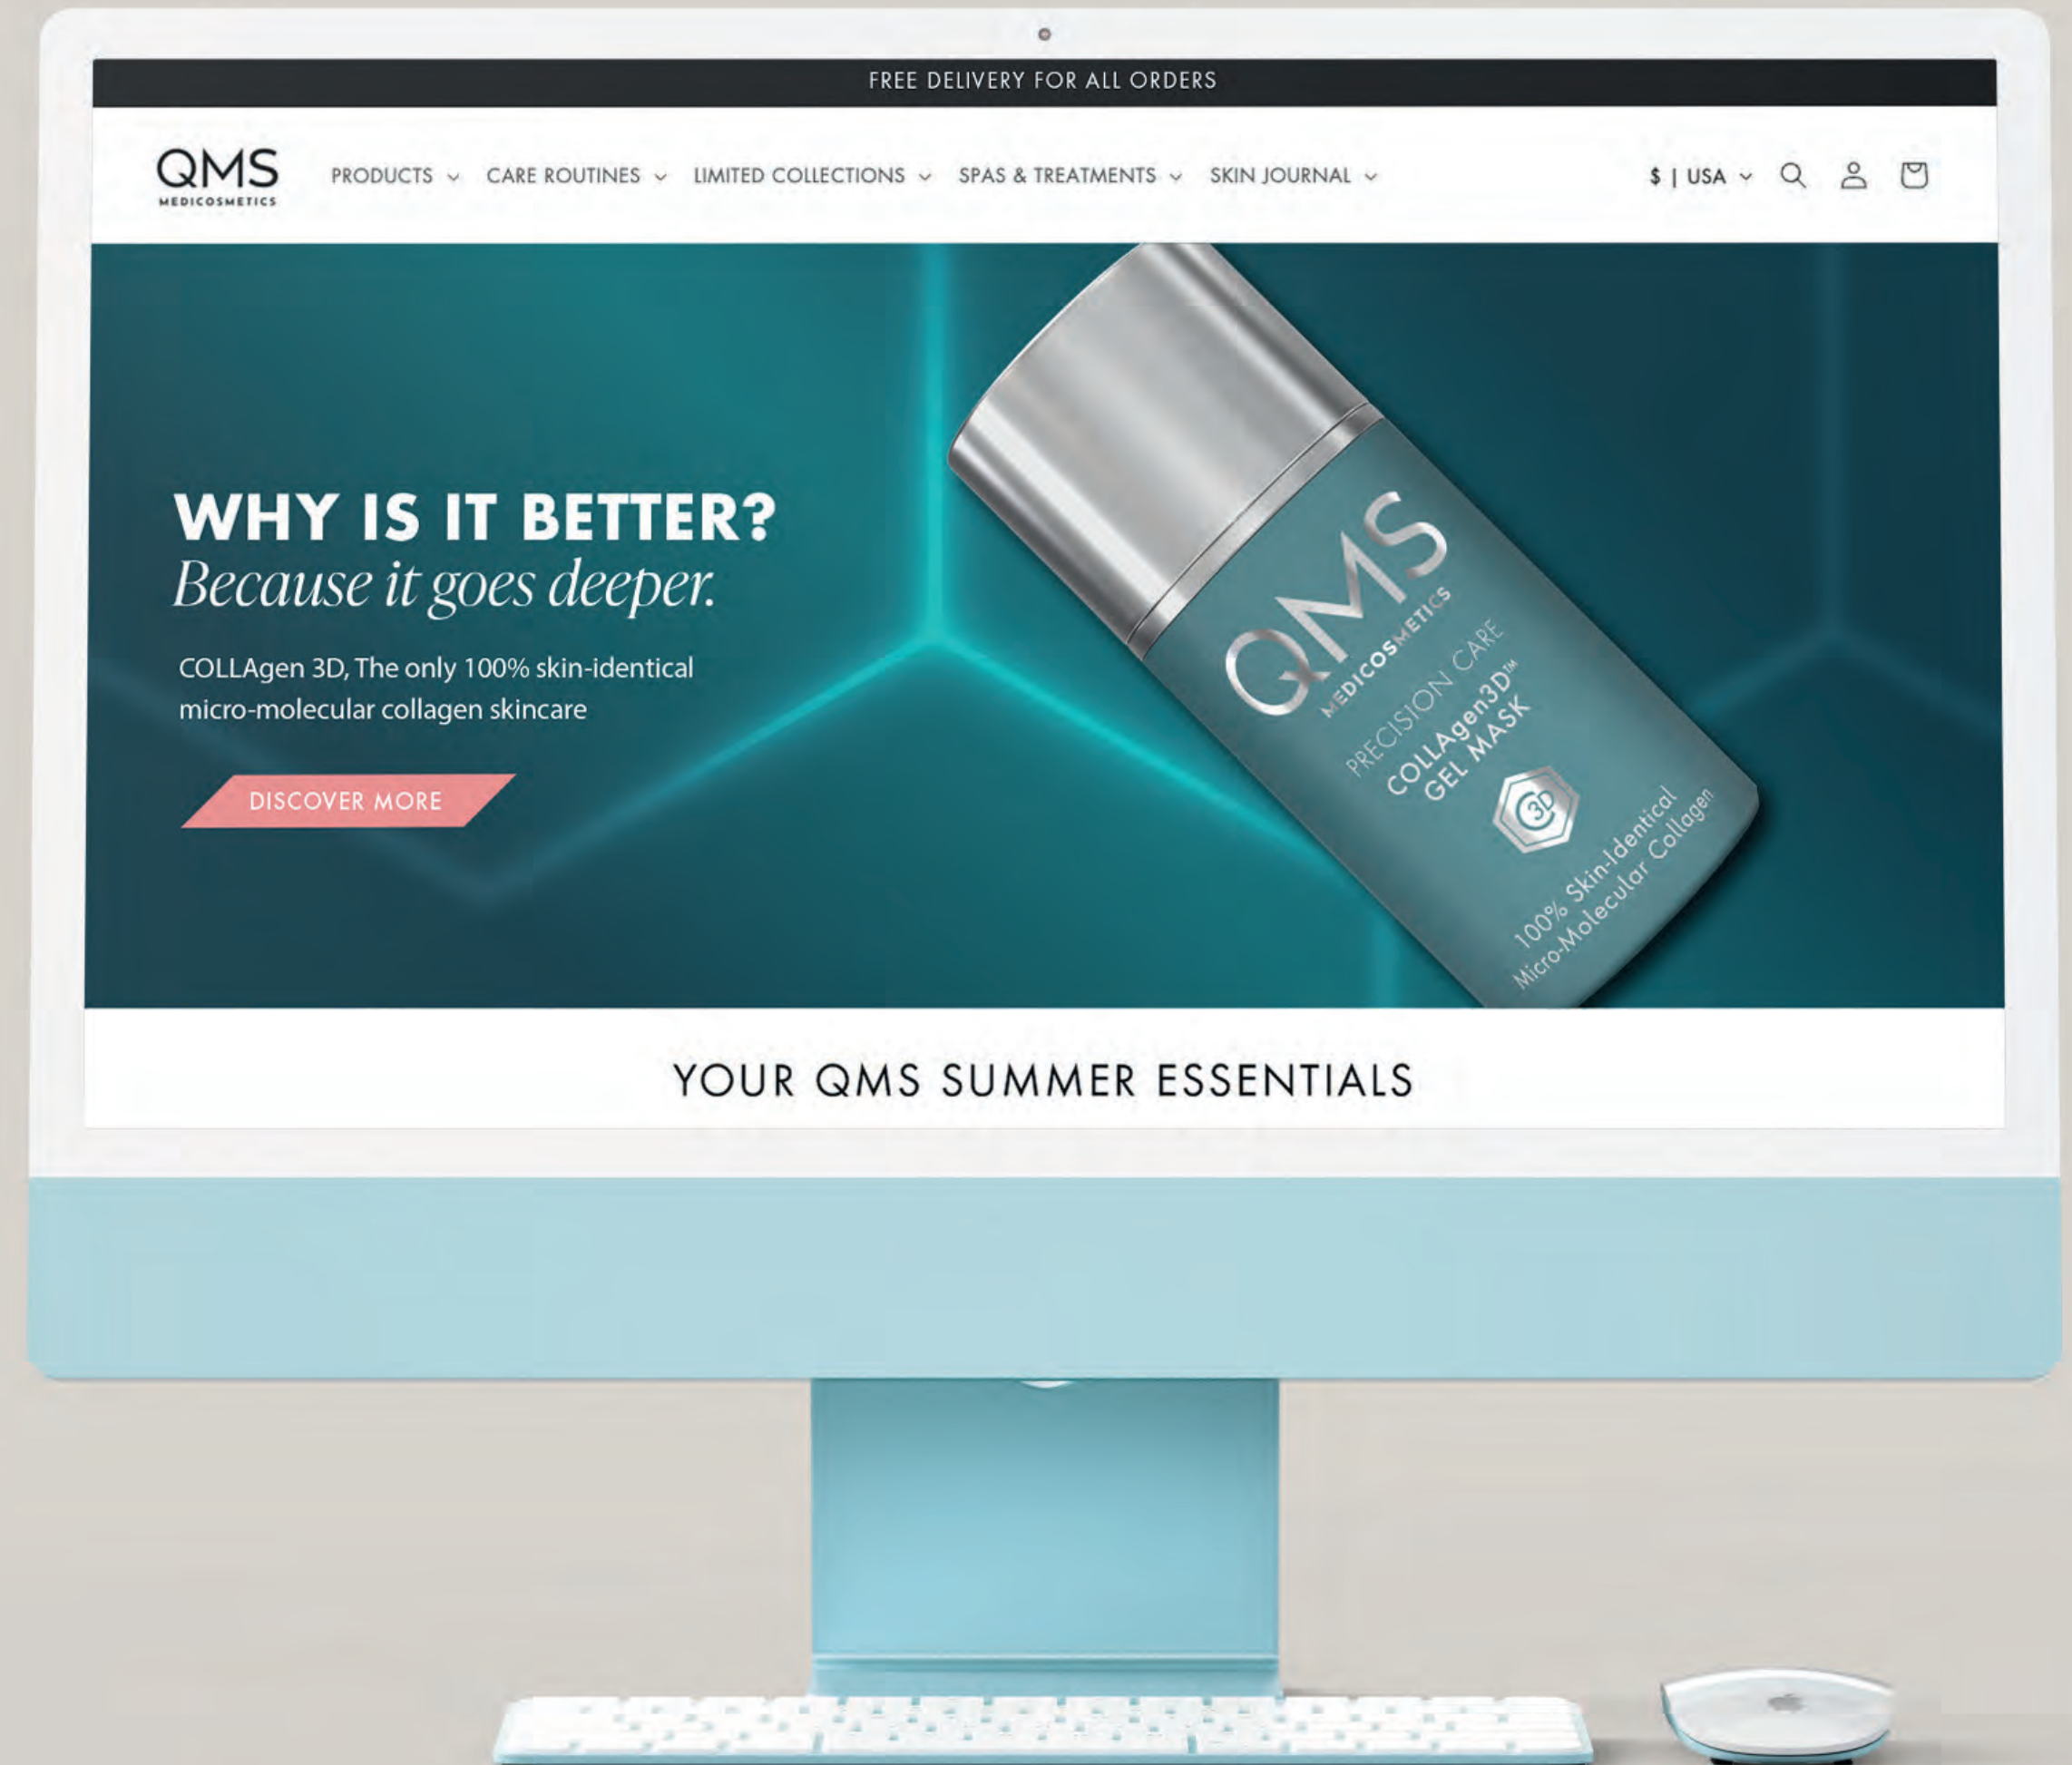 FREE DELIVERY FOR ALL ORDERS
QMS
MEDICOSMETICS
PRODUCTS
CARE ROUTINES
LIMITED COLLECTIONS
SPAS & TREATMENTS
SKIN JOURNAL
$ | USA
WHY IS IT BETTER?
Because it goes deeper.
COLLAgen 3D, The only 100% skin-identical
micro-molecular collagen skincare
DISCOVER MORE
QMS
MEDICOSMETICS
PRECISION CARE
COLLAgen3D™
GEL MASK
C3D
100% Skin-Identical
Micro-Molecular Collagen
YOUR QMS SUMMER ESSENTIALS